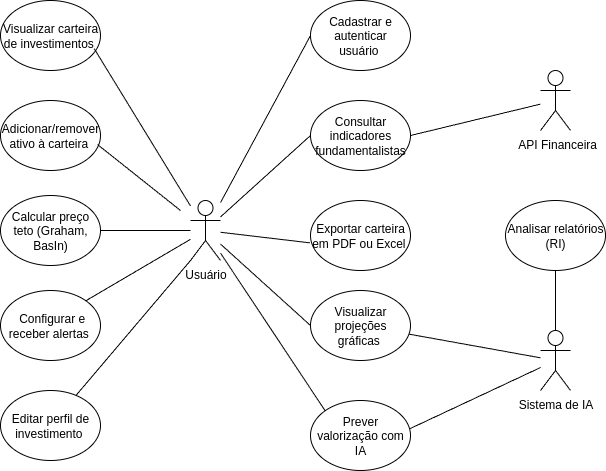 Visualizar carteira
de investimentos
Cadastrar e
autenticar
usuário
Adicionar/remover
ativo à carteira
Consultar
indicadores
fundamentalistas
API Financeira
Calcular preço
teto (Graham,
BasIn)
Usuário
Exportar carteira
em PDF ou Excel
Analisar relatórios
(RI)
Configurar e
receber alertas
Visualizar
projeções
gráficas
Sistema de IA
Editar perfil de
investimento
Prever
valorização com
IA